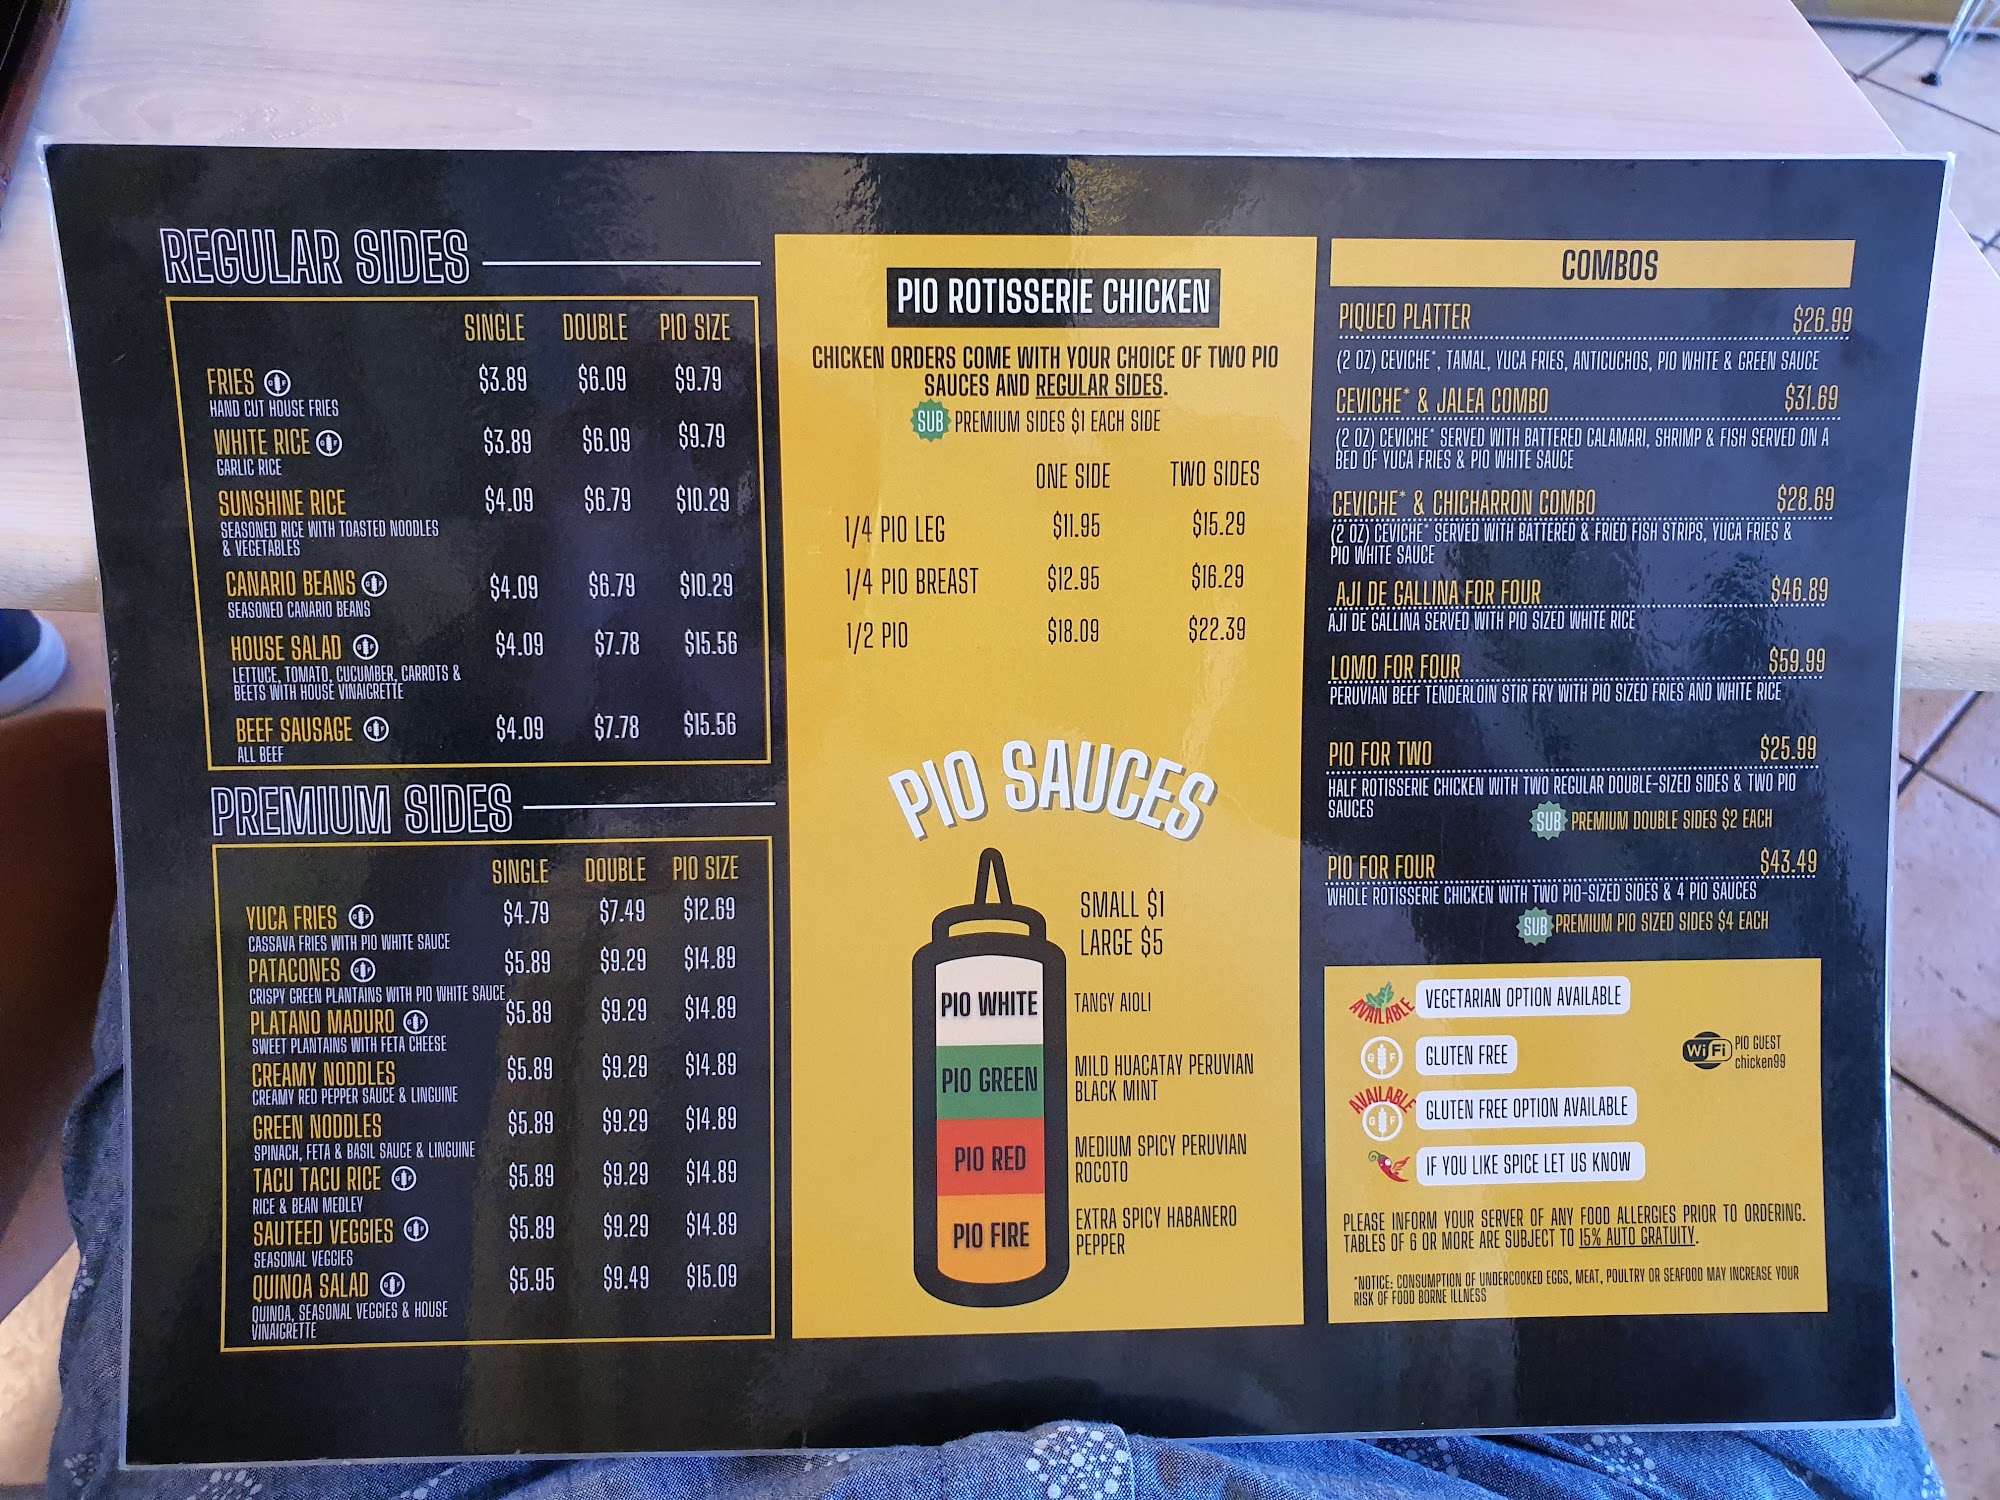 REGULAR SIDES
SINGLE DOUBLE PIO SIZE
FRIES GF $3.89 $6.09 $9.79
HAND CUT HOUSE FRIES
WHITE RICE GF $3.89 $6.09 $9.79
GARLIC RICE
SUNSHINE RICE $4.09 $6.79 $10.29
SEASONED RICE WITH TOASTED NOODLES
& VEGETABLES
CANARIO BEANS GF $4.09 $6.79 $10.29
SEASONED CANARIO BEANS
HOUSE SALAD GF $4.09 $7.78 $15.56
LETTUCE, TOMATO, CUCUMBER, CARROTS &
BEETS WITH HOUSE VINAIGRETTE
BEEF SAUSAGE GF $4.09 $7.78 $15.56
ALL BEEF
PREMIUM SIDES
SINGLE DOUBLE PIO SIZE
YUCA FRIES GF $4.79 $7.49 $12.69
CASSAVA FRIES WITH PIO WHITE SAUCE
PATACONES GF $5.89 $9.29 $14.89
CRISPY GREEN PLANTAINS WITH PIO WHITE SAUCE
PLATANO MADURO GF $5.89 $9.29 $14.89
SWEET PLANTAINS WITH FETA CHEESE
CREAMY NOODLES $5.89 $9.29 $14.89
CREAMY RED PEPPER SAUCE & LINGUINE
GREEN NOODLES $5.89 $9.29 $14.89
SPINACH, FETA & BASIL SAUCE & LINGUINE
TACU TACU RICE GF $5.89 $9.29 $14.89
RICE & BEAN MEDLEY
SAUTEED VEGGIES GF $5.89 $9.29 $14.89
SEASONAL VEGGIES
QUINOA SALAD GF $5.95 $9.49 $15.09
QUINOA, SEASONAL VEGGIES & HOUSE
VINAIGRETTE
PIO ROTISSERIE CHICKEN
CHICKEN ORDERS COME WITH YOUR CHOICE OF TWO PIO
SAUCES AND REGULAR SIDES.
SUB PREMIUM SIDES $1 EACH SIDE
ONE SIDE TWO SIDES
1/4 PIO LEG $11.95 $15.29
1/4 PIO BREAST $12.95 $16.29
1/2 PIO $18.09 $22.39
PIO SAUCES
SMALL $1
LARGE $5
PIO WHITE TANGY AIOLI
PIO GREEN MILD HUACATAY PERUVIAN
BLACK MINT
PIO RED MEDIUM SPICY PERUVIAN
ROCOTO
PIO FIRE EXTRA SPICY HABANERO
PEPPER
COMBOS
PIQUEO PLATTER $26.99
(2 OZ) CEVICHE*, TAMAL, YUCA FRIES, ANTICUCHOS, PIO WHITE & GREEN SAUCE
CEVICHE* & JALEA COMBO $31.69
(2 OZ) CEVICHE* SERVED WITH BATTERED CALAMARI, SHRIMP & FISH SERVED ON A
BED OF YUCA FRIES & PIO WHITE SAUCE
CEVICHE* & CHICHARRON COMBO $28.69
(2 OZ) CEVICHE* SERVED WITH BATTERED & FRIED FISH STRIPS, YUCA FRIES &
PIO WHITE SAUCE
AJI DE GALLINA FOR FOUR $46.89
AJI DE GALLINA SERVED WITH PIO SIZED WHITE RICE
LOMO FOR FOUR $59.99
PERUVIAN BEEF TENDERLOIN STIR FRY WITH PIO SIZED FRIES AND WHITE RICE
PIO FOR TWO $25.99
HALF ROTISSERIE CHICKEN WITH TWO REGULAR DOUBLE-SIZED SIDES & TWO PIO
SAUCES
SUB PREMIUM DOUBLE SIDES $2 EACH
PIO FOR FOUR $43.49
WHOLE ROTISSERIE CHICKEN WITH TWO PIO-SIZED SIDES & 4 PIO SAUCES
SUB PREMIUM PIO SIZED SIDES $4 EACH
AVAILABLE VEGETARIAN OPTION AVAILABLE
GF GLUTEN FREE
WiFi PIO GUEST
chicken99
AVAILABLE GF GLUTEN FREE OPTION AVAILABLE
IF YOU LIKE SPICE LET US KNOW
PLEASE INFORM YOUR SERVER OF ANY FOOD ALLERGIES PRIOR TO ORDERING.
TABLES OF 6 OR MORE ARE SUBJECT TO 15% AUTO GRATUITY.
*NOTICE: CONSUMPTION OF UNDERCOOKED EGGS, MEAT, POULTRY OR SEAFOOD MAY INCREASE YOUR
RISK OF FOOD BORNE ILLNESS